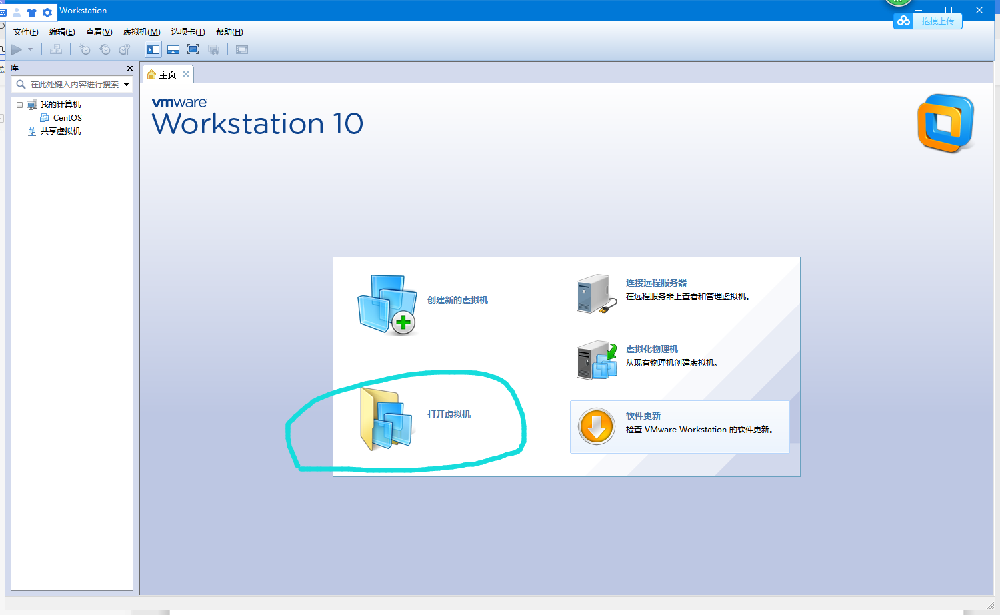 Workstation
拖拽上传
文件(F) 编辑(E) 查看(V) 虚拟机(M) 选项卡(T) 帮助(H)
库
主页
在此处键入内容进行搜索
我的计算机
CentOS
共享虚拟机
vmware
Workstation 10
创建新的虚拟机
连接远程服务器
在远程服务器上查看和管理虚拟机。
虚拟化物理机
从现有物理机创建虚拟机。
打开虚拟机
软件更新
检查 VMware Workstation 的软件更新。